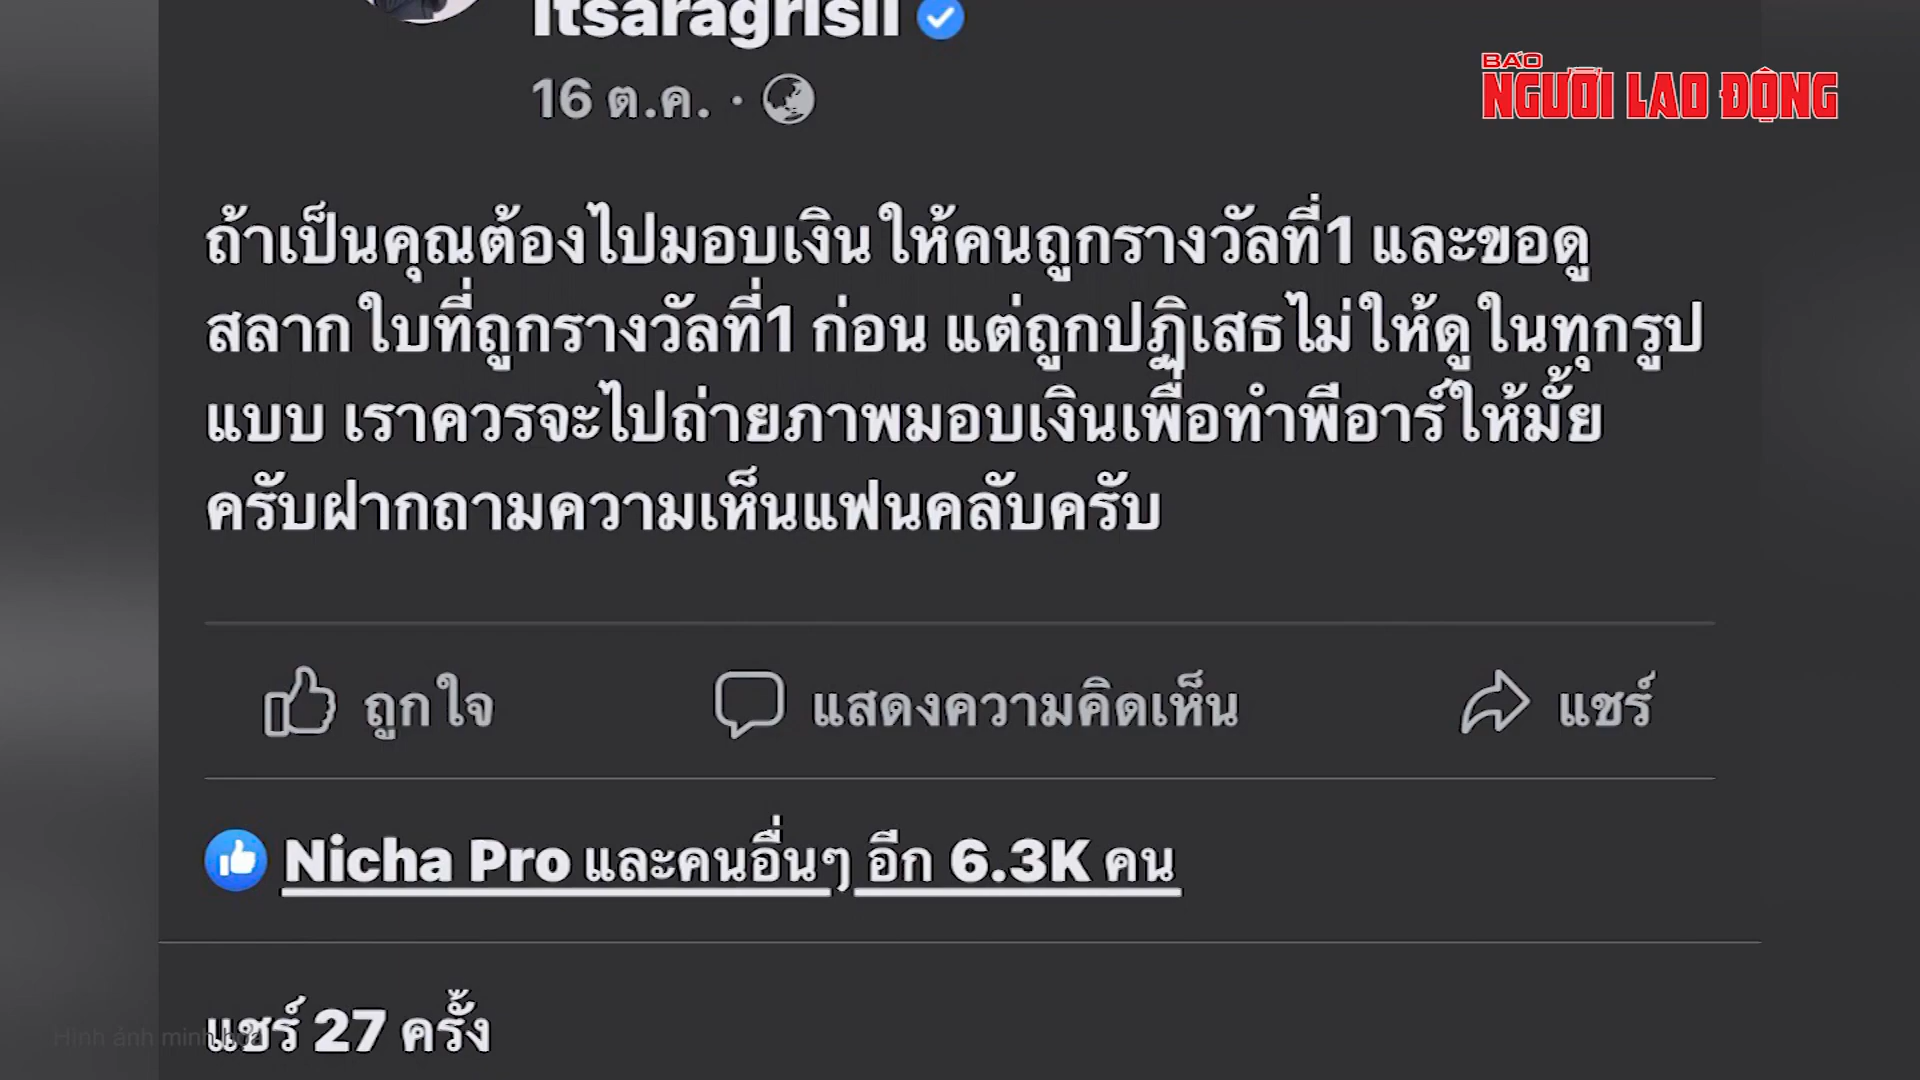 Itsaragrisil
16 ต.ค. ·
BÁO
NGƯỜI LAO ĐỘNG
ถ้าเป็นคุณต้องไปมอบเงินให้คนถูกรางวัลที่1 และขอดู
สลากใบที่ถูกรางวัลที่1 ก่อน แต่ถูกปฏิเสธไม่ให้ดูในทุกรูป
แบบ เราควรจะไปถ่ายภาพมอบเงินเพื่อทำพีอาร์ให้มั้ย
ครับฝากถามความเห็นแฟนคลับครับ
ถูกใจ
แสดงความคิดเห็น
แชร์
Nicha Pro และคนอื่นๆ อีก 6.3K คน
แชร์ 27 ครั้ง
Hình ảnh minh họa